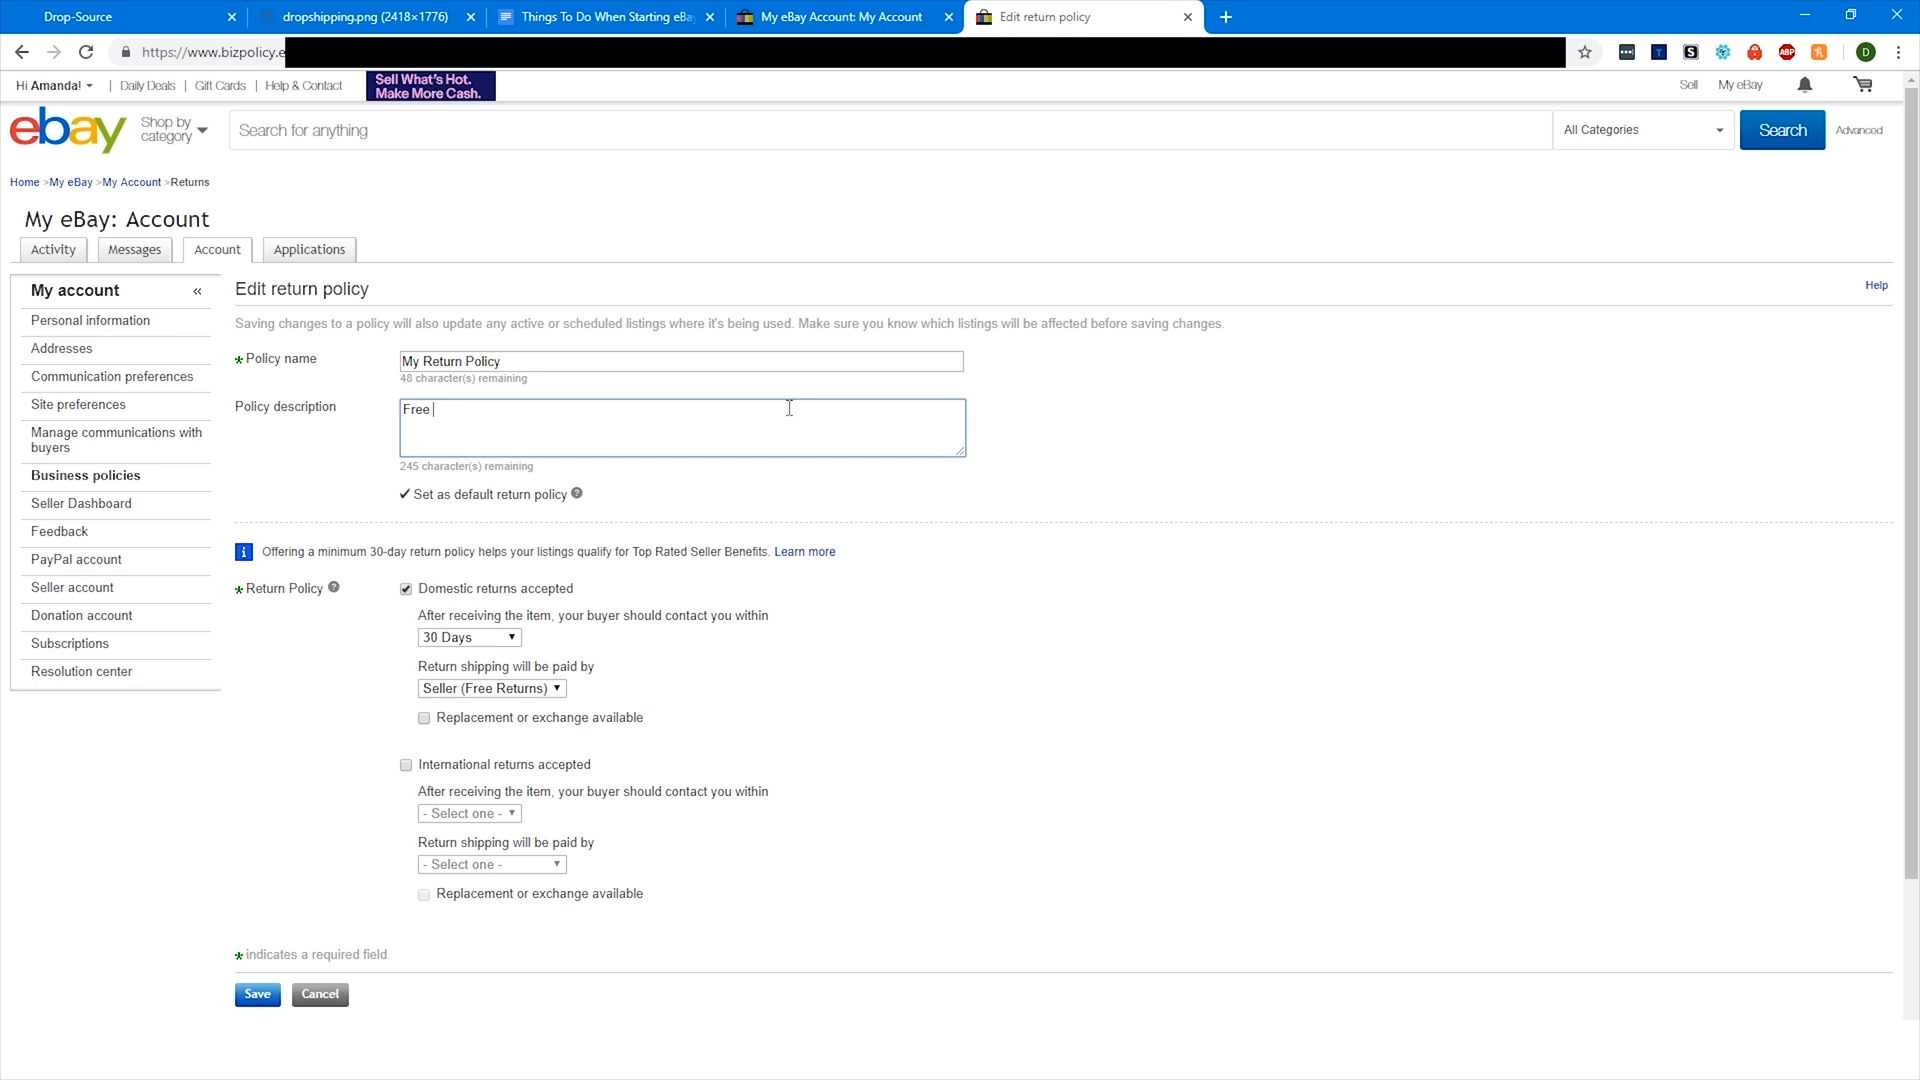 Drop-Source
dropshipping.png (2418×1776)
Things To Do When Starting eBay
My eBay Account: My Account
Edit return policy
https://www.bizpolicy.e
Hi Amanda! | Daily Deals | Gift Cards | Help & Contact
Sell What's Hot.
Make More Cash.
Sell My eBay
ebay
Shop by
category
Search for anything
All Categories
Search
Advanced
Home >My eBay >My Account >Returns
My eBay: Account
Activity
Messages
Account
Applications
My account «
Personal information
Addresses
Communication preferences
Site preferences
Manage communications with
buyers
Business policies
Seller Dashboard
Feedback
PayPal account
Seller account
Donation account
Subscriptions
Resolution center
Edit return policy
Help
Saving changes to a policy will also update any active or scheduled listings where it's being used. Make sure you know which listings will be affected before saving changes.
* Policy name
My Return Policy
48 character(s) remaining
Policy description
Free
245 character(s) remaining
✓ Set as default return policy ?
i Offering a minimum 30-day return policy helps your listings qualify for Top Rated Seller Benefits. Learn more
* Return Policy ?
Domestic returns accepted
After receiving the item, your buyer should contact you within
30 Days
Return shipping will be paid by
Seller (Free Returns)
Replacement or exchange available
International returns accepted
After receiving the item, your buyer should contact you within
- Select one -
Return shipping will be paid by
- Select one -
Replacement or exchange available
* indicates a required field
Save
Cancel
ABP
D
T
S